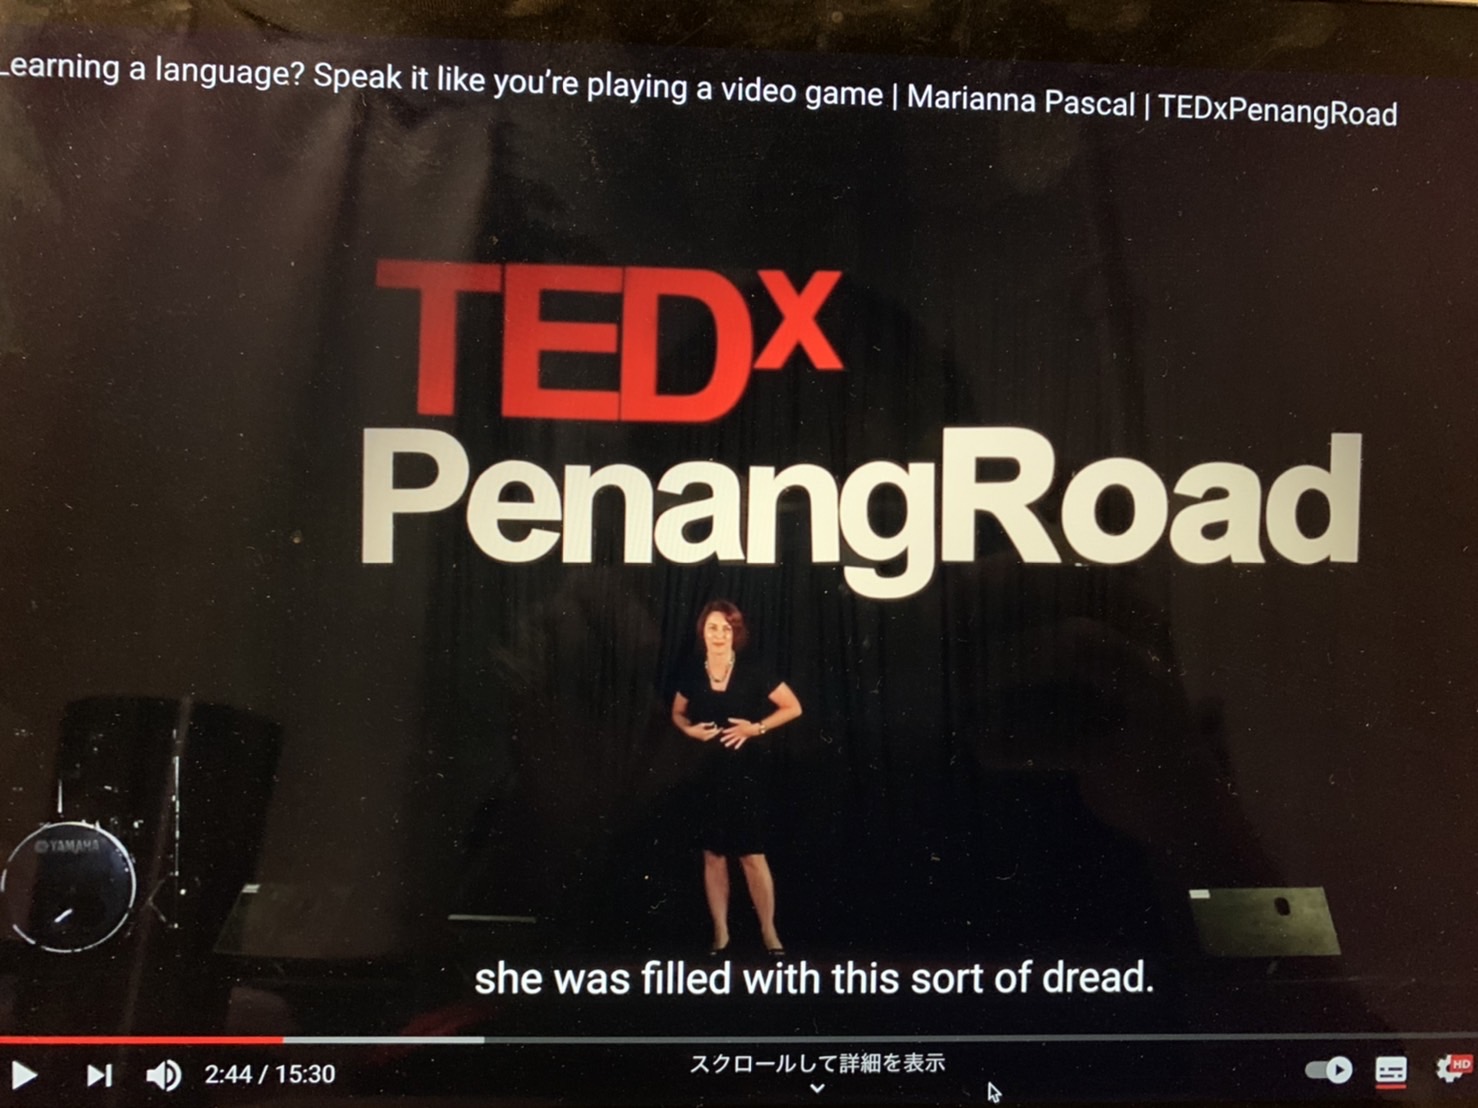 Learning a language? Speak it like you're playing a video game | Marianna Pascal | TEDxPenangRoad
TEDx
PenangRoad
YAMAHA
she was filled with this sort of dread.
2:44 / 15:30
スクロールして詳細を表示
HD